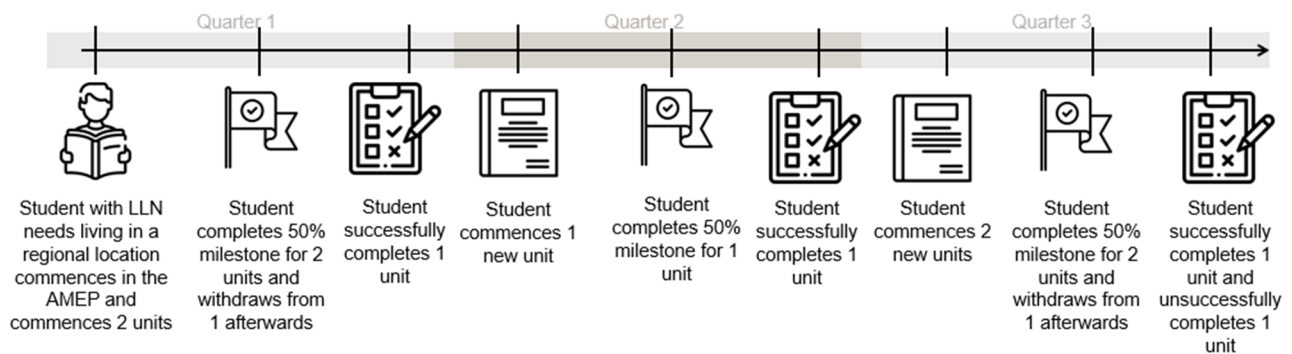 Quarter 1
Quarter 2
Quarter 3
Student with LLN
needs living in a
regional location
commences in the
AMEP and
commences 2 units
Student
completes 50%
milestone for 2
units and
withdraws from
1 afterwards
Student
successfully
completes 1
unit
Student
commences 1
new unit
Student
completes 50%
milestone for 1
unit
Student
successfully
completes 1
unit
Student
commences 2
new units
Student
completes 50%
milestone for 2
units and
withdraws from
1 afterwards
Student
successfully
completes 1
unit and
unsuccessfully
completes 1
unit